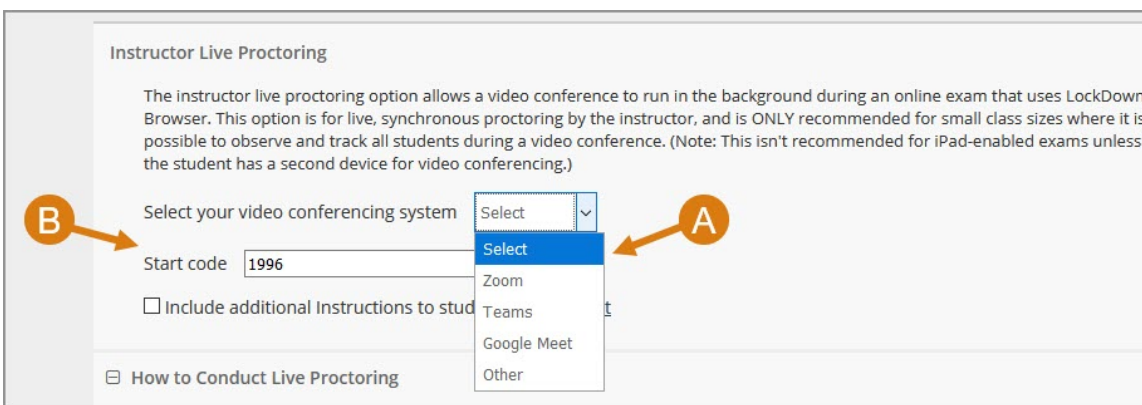 Instructor Live Proctoring
The instructor live proctoring option allows a video conference to run in the background during an online exam that uses LockDown
Browser. This option is for live, synchronous proctoring by the instructor, and is ONLY recommended for small class sizes where it is
possible to observe and track all students during a video conference. (Note: This isn't recommended for iPad-enabled exams unless
the student has a second device for video conferencing.)
B
Select your video conferencing system Select
A
Select
Start code 1996
Zoom
Include additional Instructions to stud
Teams
Google Meet
How to Conduct Live Proctoring
Other